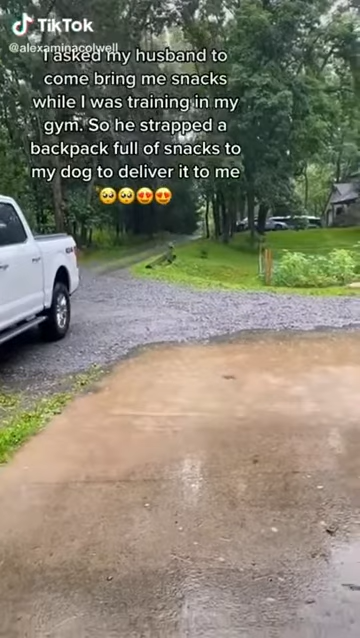 TikTok
@alexaminacolwell
I asked my husband to
come bring me snacks
while I was training in my
gym. So he strapped a
backpack full of snacks to
my dog to deliver it to me
🥺🥺😍😍